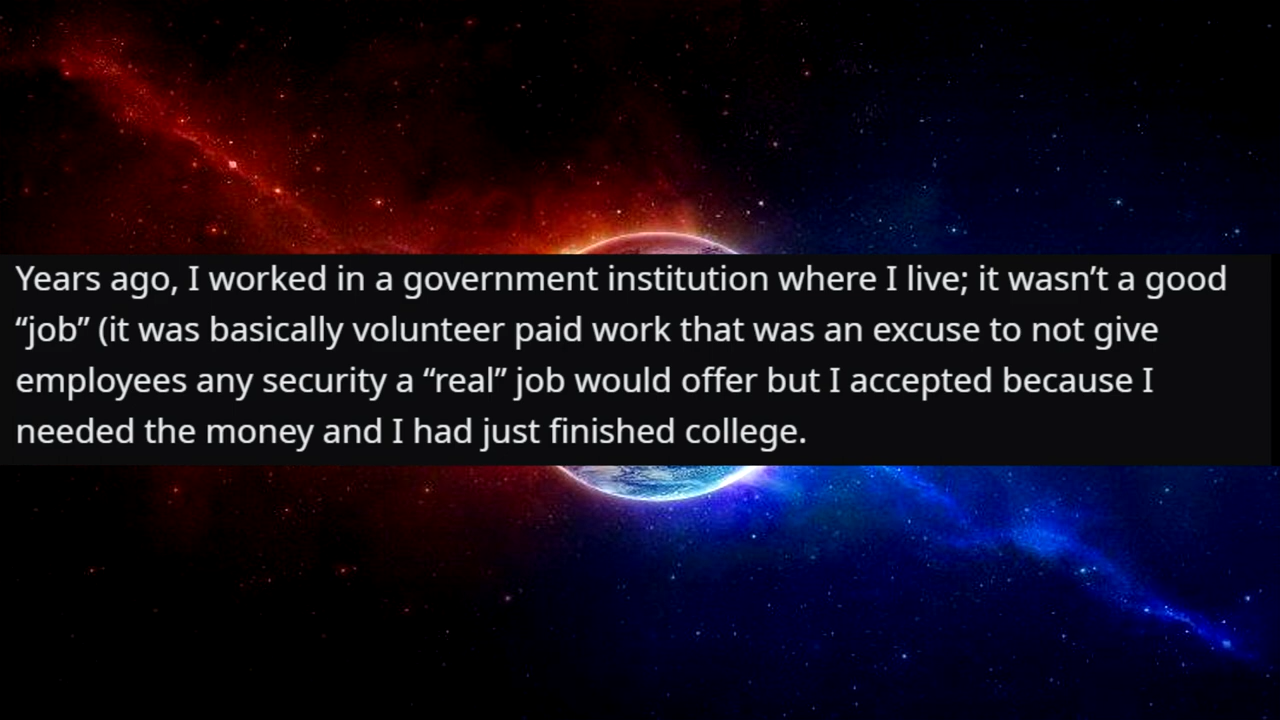 Years ago, I worked in a government institution where I live; it wasn’t a good
“job” (it was basically volunteer paid work that was an excuse to not give
employees any security a “real” job would offer but I accepted because I
needed the money and I had just finished college.